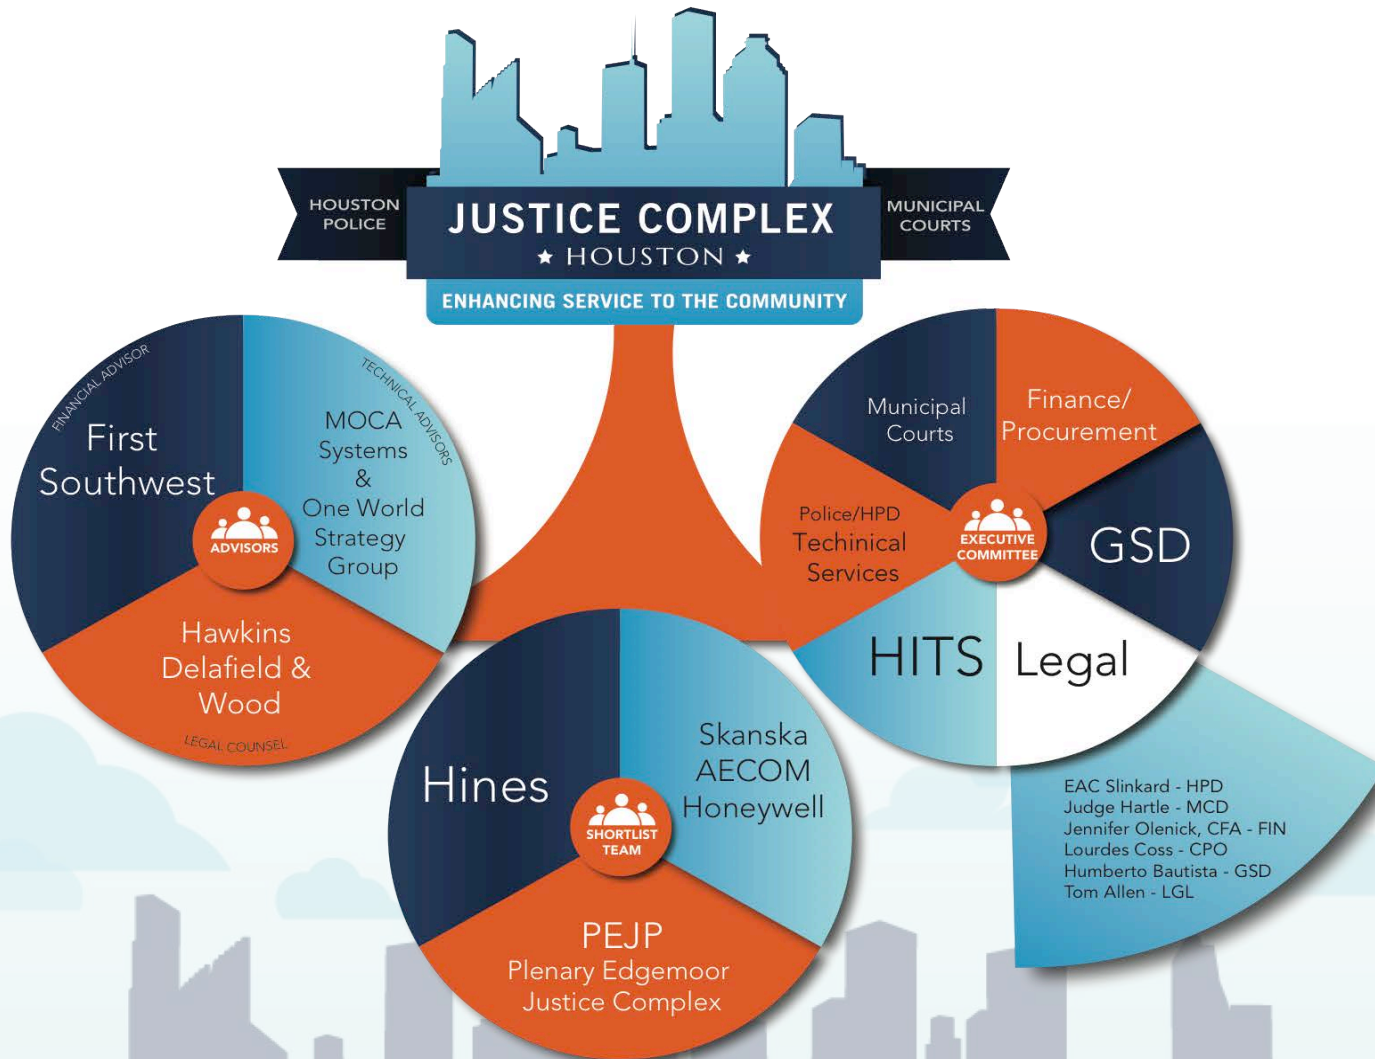 HOUSTON
POLICE
JUSTICE COMPLEX
★ HOUSTON ★
MUNICIPAL
COURTS
ENHANCING SERVICE TO THE COMMUNITY
FINANCIAL ADVISOR
First
Southwest
TECHNICAL ADVISORS
MOCA
Systems
&
One World
Strategy
Group
ADVISORS
Hawkins
Delafield &
Wood
LEGAL COUNSEL
Municipal
Courts
Finance/
Procurement
Police/HPD
Techinical
Services
EXECUTIVE
COMMITTEE
GSD
HITS
Legal
EAC Slinkard - HPD
Judge Hartle - MCD
Jennifer Olenick, CFA - FIN
Lourdes Coss - CPO
Humberto Bautista - GSD
Tom Allen - LGL
Hines
Skanska
AECOM
Honeywell
SHORTLIST
TEAM
PEJP
Plenary Edgemoor
Justice Complex